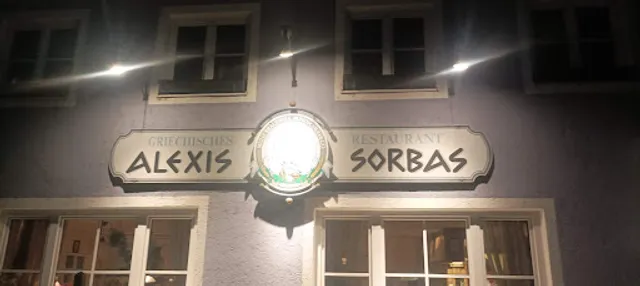 GRIECHISCHES RESTAURANT
ALEXIS SORBAS